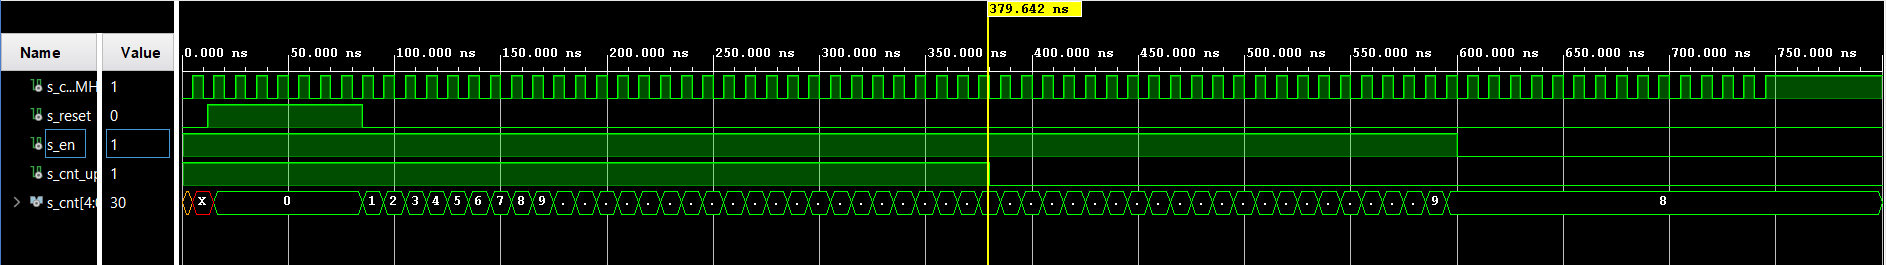 379.642 ns
Name Value 0.000 ns 50.000 ns 100.000 ns 150.000 ns 200.000 ns 250.000 ns 300.000 ns 350.000 ns 400.000 ns 450.000 ns 500.000 ns 550.000 ns 600.000 ns 650.000 ns 700.000 ns 750.000 ns
s_c...MH 1
s_reset 0
s_en 1
s_cnt_up 1
s_cnt[4:0 30 X 0 1 2 3 4 5 6 7 8 9 . . . . . . . . . . . . . . . . . . . . . . . . . . . . . . . . . . . . . . . . . 9 8